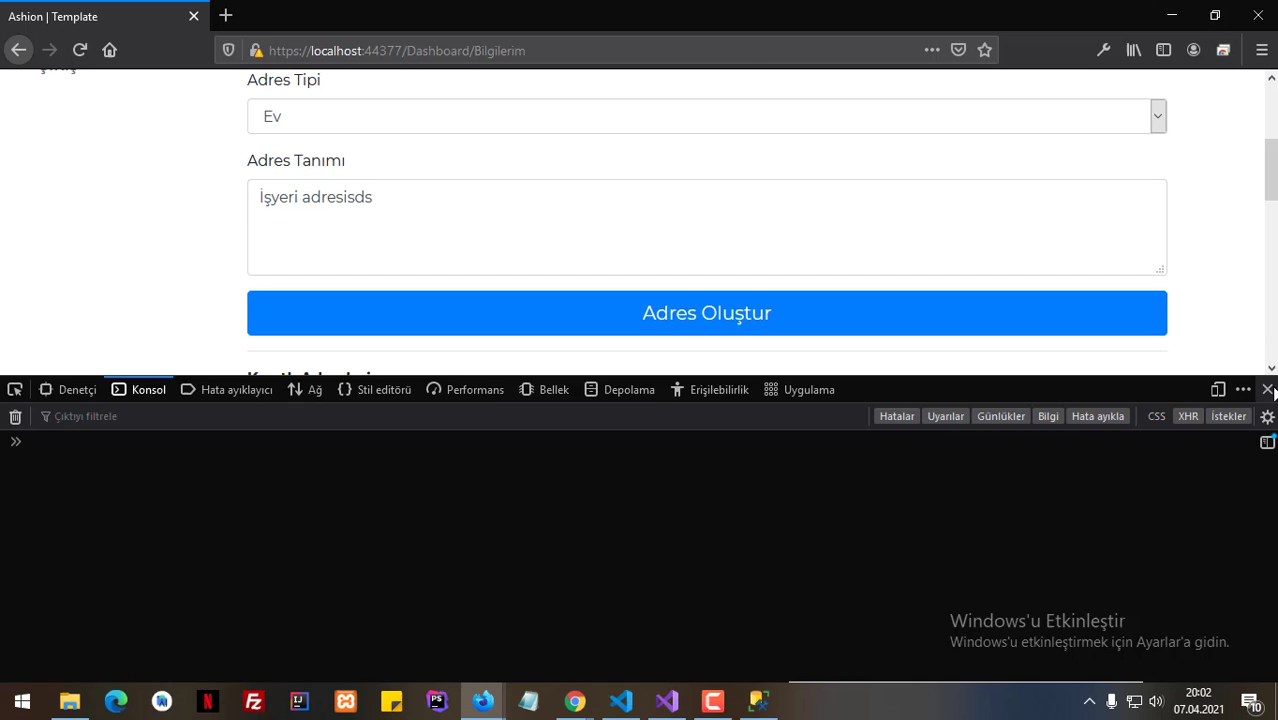 Ashion | Template
https://localhost:44377/Dashboard/Bilgilerim
Adres Tipi
Ev
Adres Tanımı
İşyeri adresisds
Adres Oluştur
Denetçi
Konsol
Hata ayıklayıcı
Ağ
Stil editörü
Performans
Bellek
Depolama
Erişilebilirlik
Uygulama
Çıktıyı filtrele
Hatalar
Uyarılar
Günlükler
Bilgi
Hata ayıkla
CSS
XHR
İstekler
Windows'u Etkinleştir
Windows'u etkinleştirmek için Ayarlar'a gidin.
20:02
07.04.2021
10